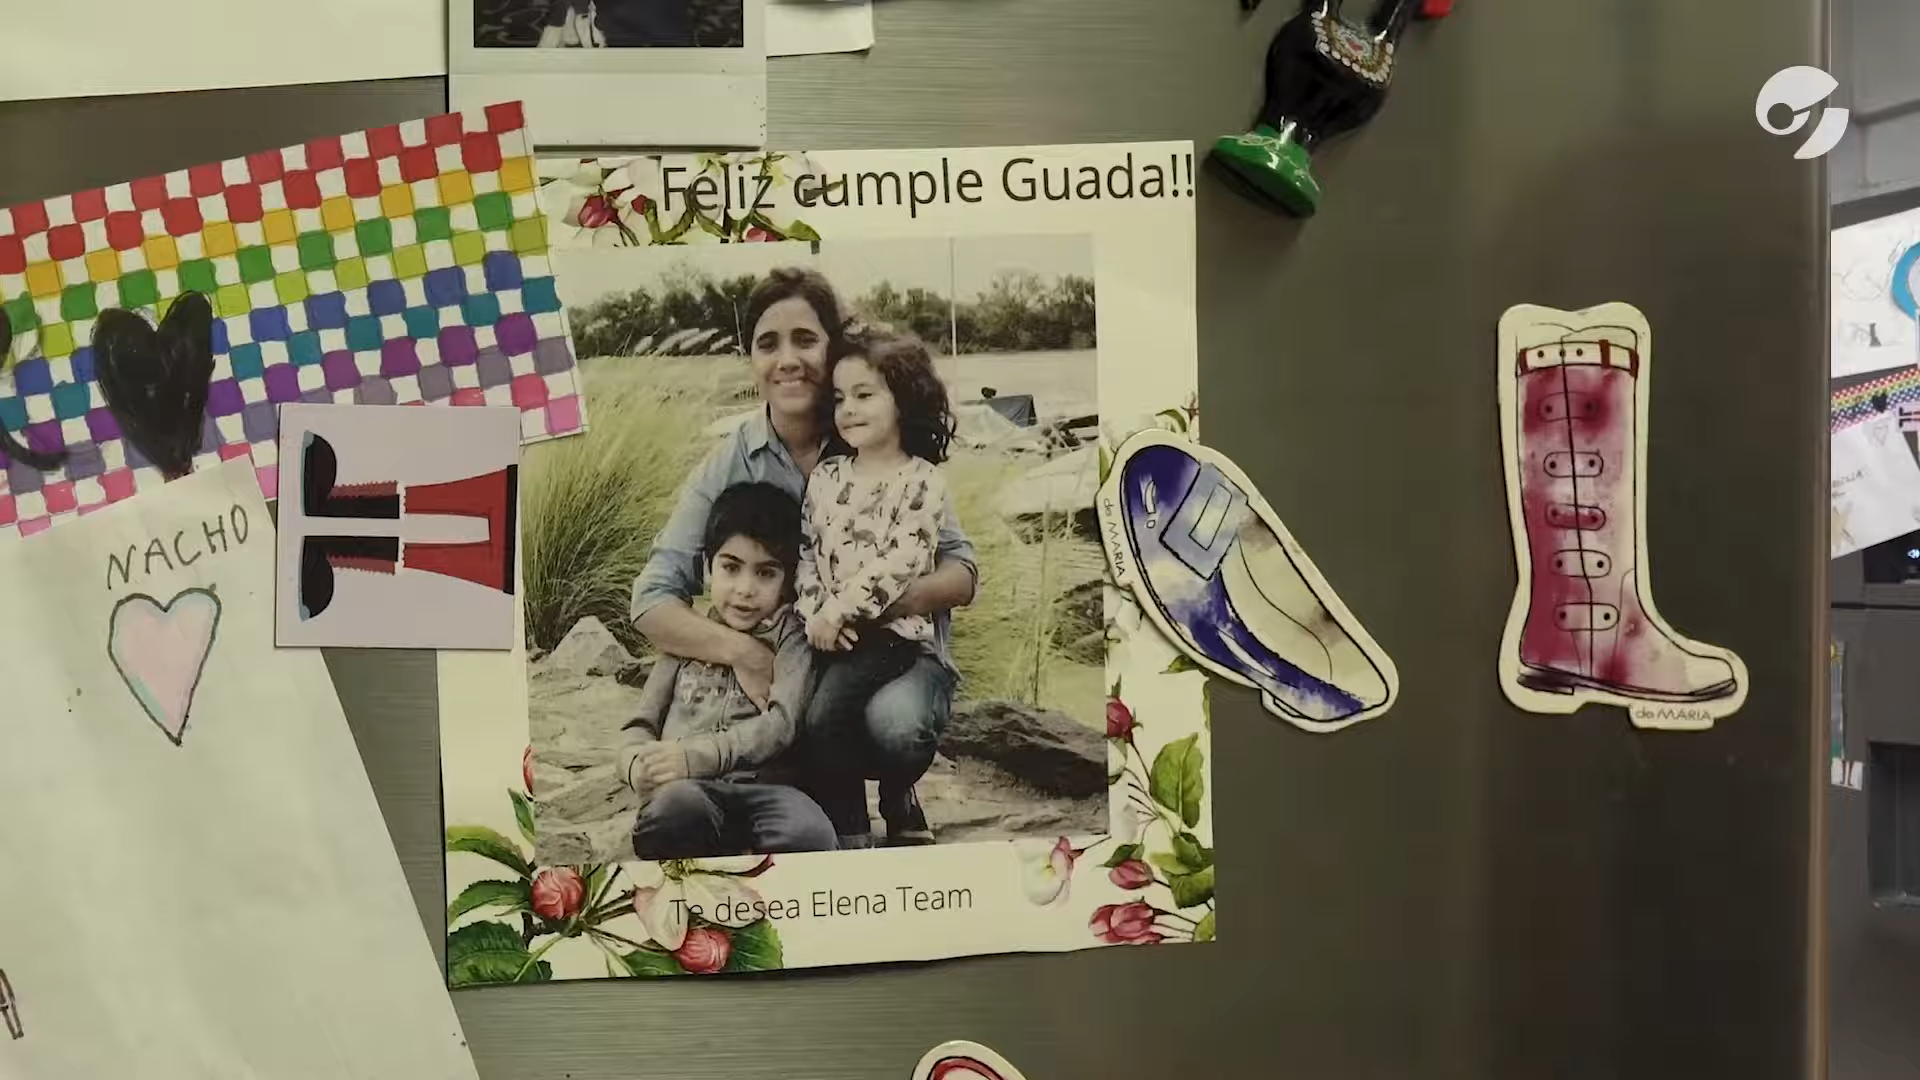 Feliz cumple Guada!!
NACHO
de MARIA
de MARIA
Te desea Elena Team